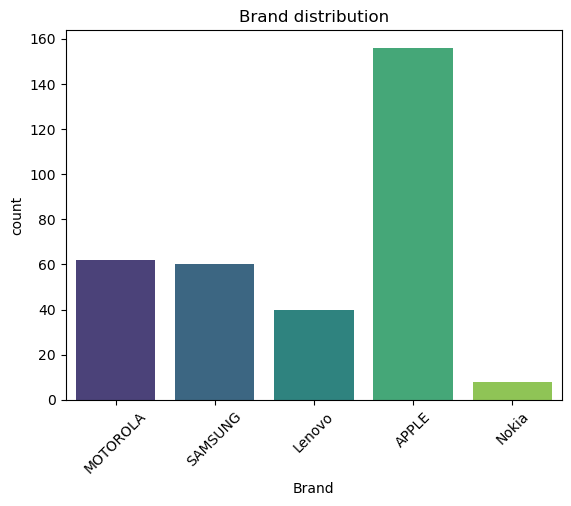 Brand distribution
160
140
120
100
80
60
40
20
0
count
MOTOROLA
SAMSUNG
Lenovo
APPLE
Nokia
Brand